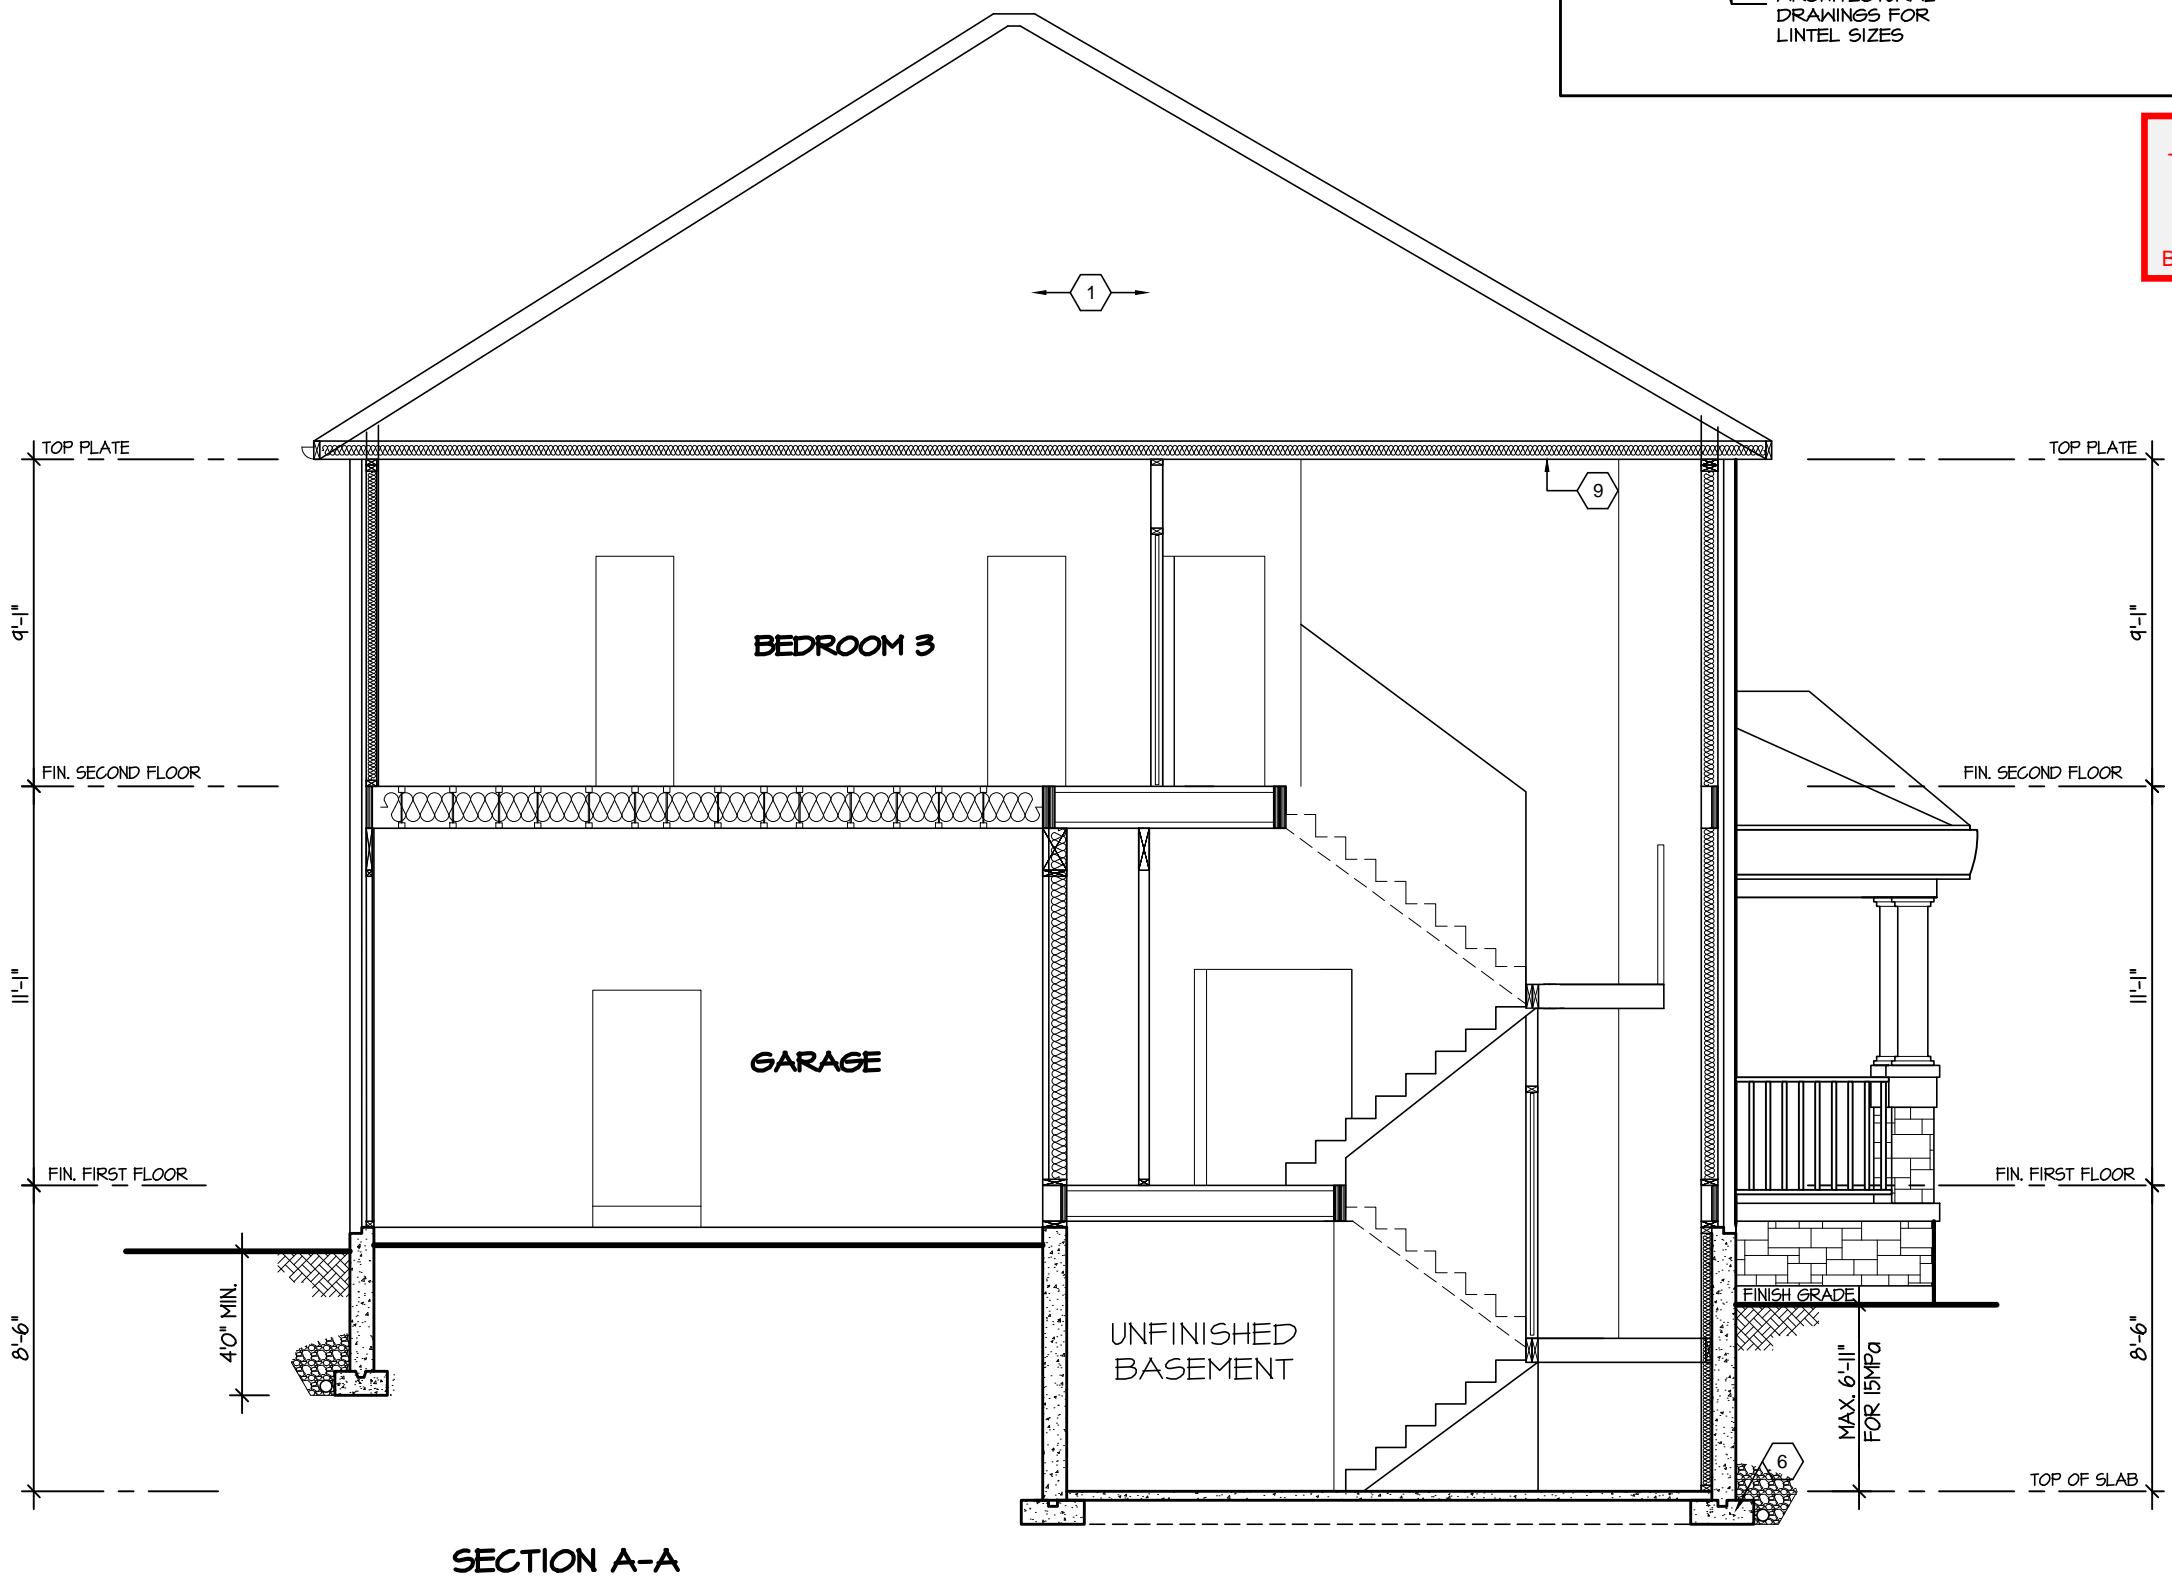 DRAWINGS FOR
LINTEL SIZES
B
1
TOP PLATE
TOP PLATE
9
9'-1"
9'-1"
BEDROOM 3
FIN. SECOND FLOOR
FIN. SECOND FLOOR
11'-1"
11'-1"
GARAGE
FIN. FIRST FLOOR
FIN. FIRST FLOOR
4'0" MIN.
FINISH GRADE
8'-6"
8'-6"
UNFINISHED
BASEMENT
MAX. 6'-11"
FOR 15MPa
6
TOP OF SLAB
SECTION A-A